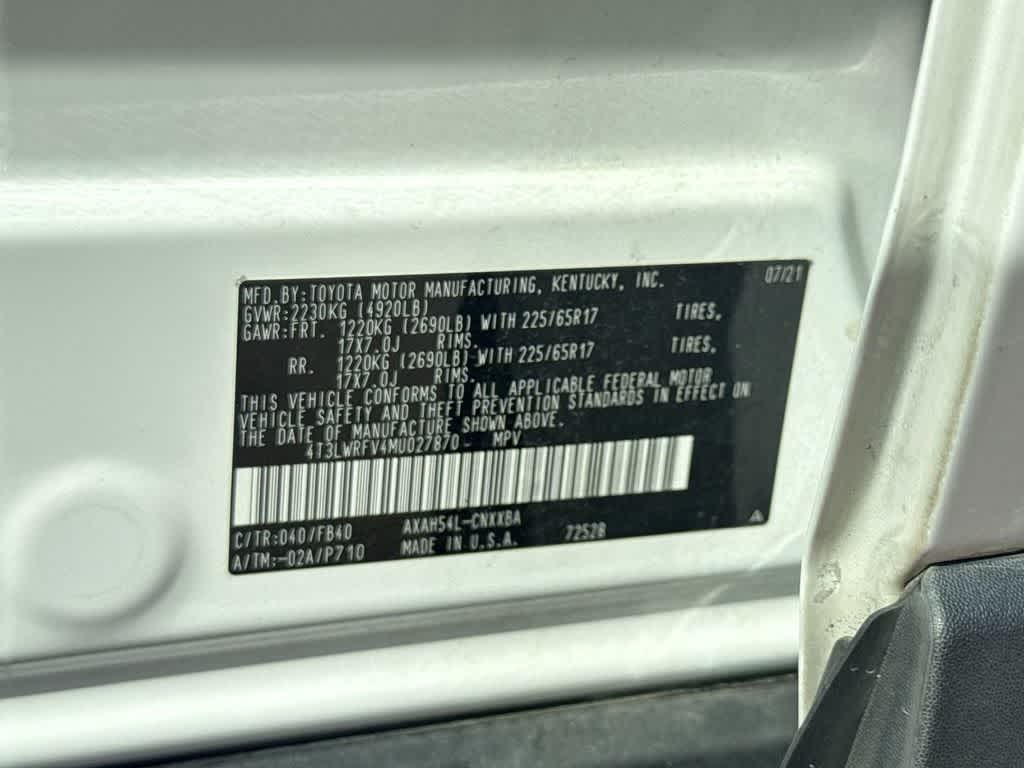 MFD.BY:TOYOTA MOTOR MANUFACTURING, KENTUCKY, INC. 07/21
GVWR:2230KG (4920LB)
GAWR:FRT. 1220KG (2690LB) WITH 225/65R17 TIRES,
17X7.0J RIMS.
RR. 1220KG (2690LB) WITH 225/65R17 TIRES,
17X7.0J RIMS.
THIS VEHICLE CONFORMS TO ALL APPLICABLE FEDERAL MOTOR
VEHICLE SAFETY AND THEFT PREVENTION STANDARDS IN EFFECT ON
THE DATE OF MANUFACTURE SHOWN ABOVE.
4T3LWRFV4MU027870 - MPV
C/TR:040/FB40 AXAH54L-CNXXBA 7252B
A/TM:-02A/P710 MADE IN U.S.A.